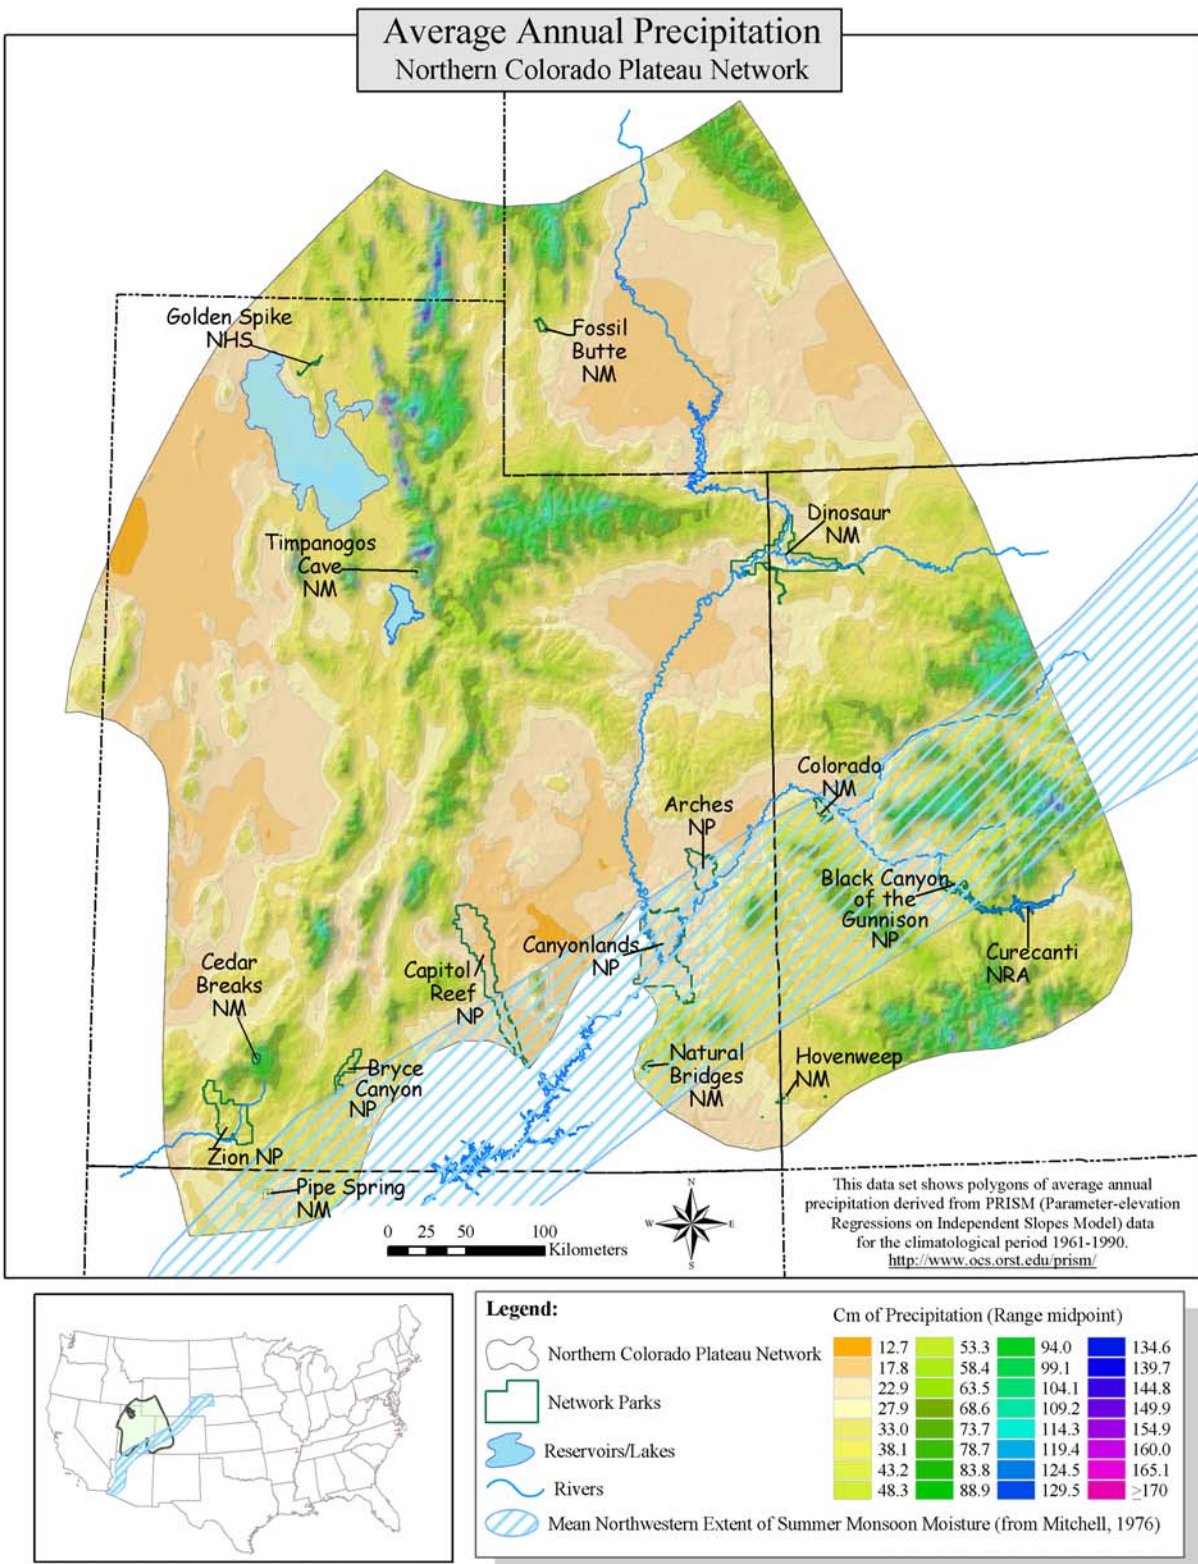 Average Annual Precipitation
Northern Colorado Plateau Network
Golden Spike
NHS
Fossil
Butte
NM
Dinosaur
NM
Timpanogos
Cave
NM
Colorado
NM
Arches
NP
Black Canyon
of the
Gunnison
NP
Canyonlands
NP
Curecanti
NRA
Cedar
Breaks
NM
Capitol
Reef
NP
Natural
Bridges
NM
Hovenweep
NM
Bryce
Canyon
NP
Zion NP
Pipe Spring
NM
N
W
E
S
0 25 50 100
Kilometers
This data set shows polygons of average annual
precipitation derived from PRISM (Parameter-elevation
Regressions on Independent Slopes Model) data
for the climatological period 1961-1990.
http://www.ocs.orst.edu/prism/
Legend:
Northern Colorado Plateau Network
Network Parks
Reservoirs/Lakes
Rivers
Mean Northwestern Extent of Summer Monsoon Moisture (from Mitchell, 1976)
Cm of Precipitation (Range midpoint)
12.7 53.3 94.0 134.6
17.8 58.4 99.1 139.7
22.9 63.5 104.1 144.8
27.9 68.6 109.2 149.9
33.0 73.7 114.3 154.9
38.1 78.7 119.4 160.0
43.2 83.8 124.5 165.1
48.3 88.9 129.5 ≥170